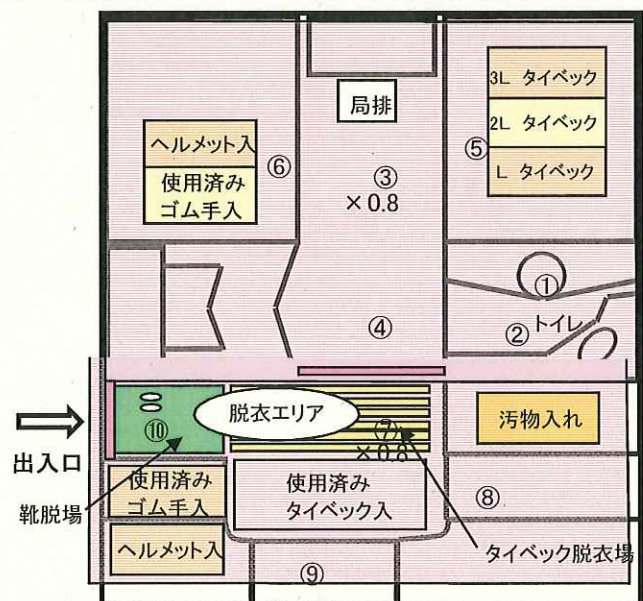 局排
3L タイベック
2L タイベック
L タイベック
⑤
ヘルメット入
使用済み
ゴム手入
⑥
③
×0.8
①
② トイレ
④
脱衣エリア
⑩
⑦
×0.8
汚物入れ
出入口
靴脱場
使用済み
ゴム手入
使用済み
タイベック入
⑧
ヘルメット入
⑨
タイベック脱衣場